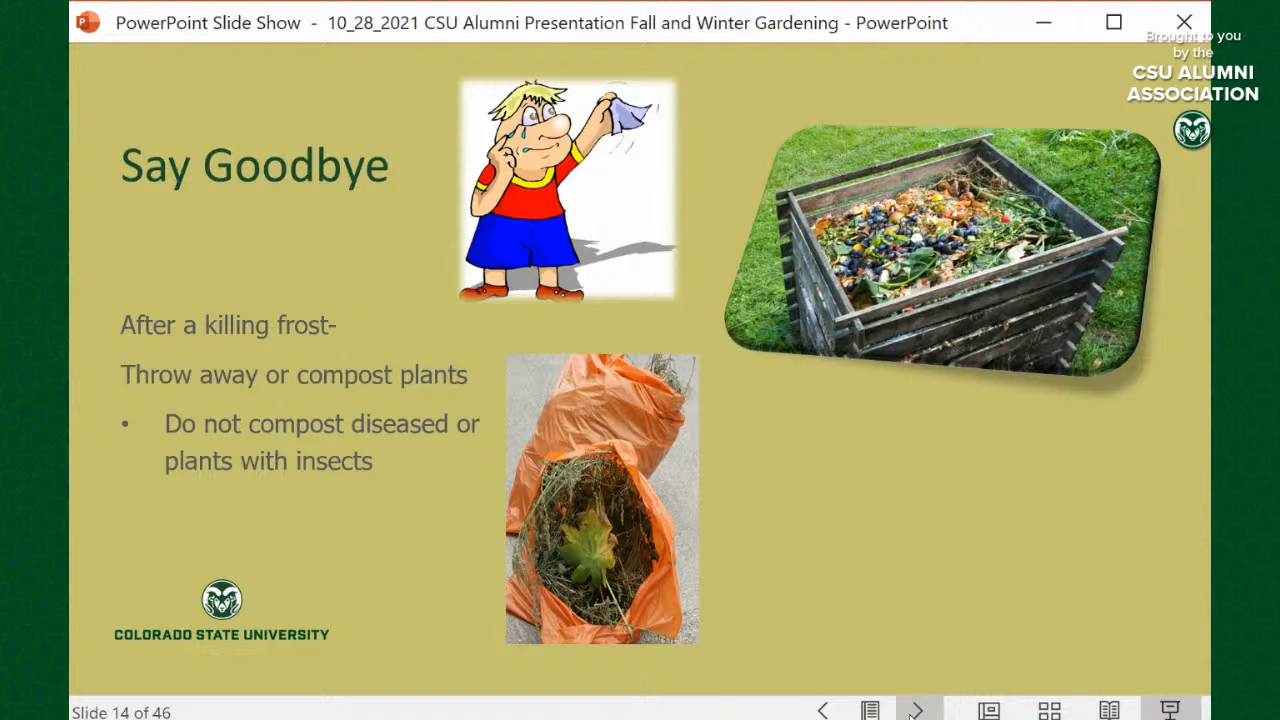 PowerPoint Slide Show - 10_28_2021 CSU Alumni Presentation Fall and Winter Gardening - PowerPoint
Brought to you
by the
CSU ALUMNI
ASSOCIATION
Say Goodbye
After a killing frost-
Throw away or compost plants
• Do not compost diseased or
plants with insects
COLORADO STATE UNIVERSITY
Slide 14 of 46